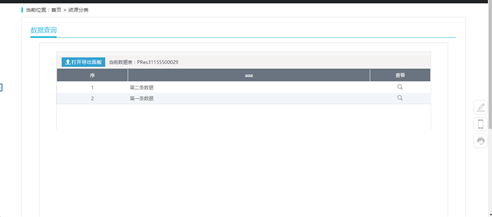 当前位置：首页 > 资源分类
数据查询
打开导出面板 当前数据表：PRes31155500029
序 aaa 查看
1 第二条数据
2 第一条数据